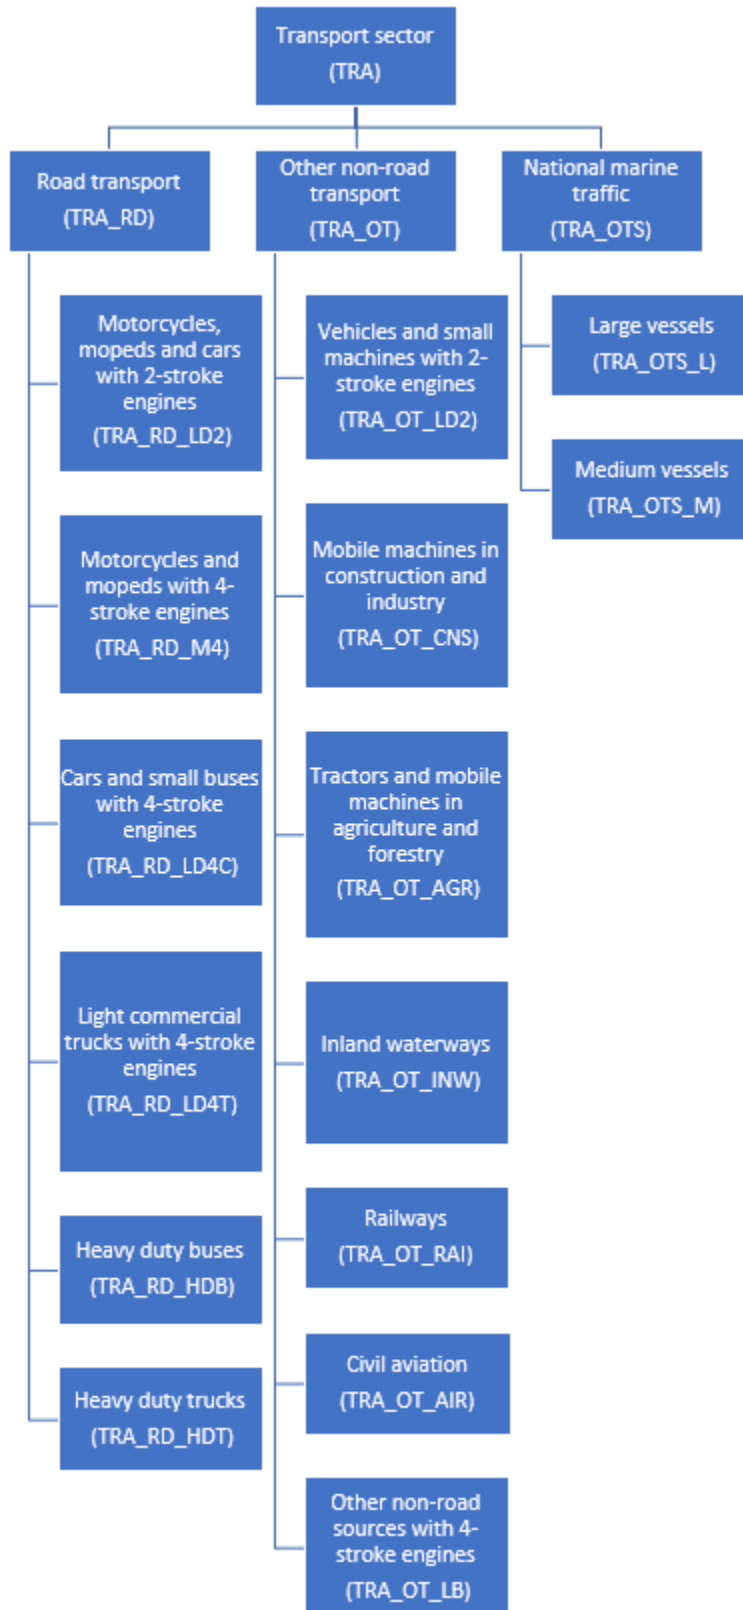 Transport sector
(TRA)
Road transport
(TRA_RD)
Motorcycles,
mopeds and cars
with 2-stroke
engines
(TRA_RD_LD2)
Motorcycles and
mopeds with 4-
stroke engines
(TRA_RD_M4)
Cars and small buses
with 4-stroke
engines
(TRA_RD_LD4C)
Light commercial
trucks with 4-stroke
engines
(TRA_RD_LD4T)
Heavy duty buses
(TRA_RD_HDB)
Heavy duty trucks
(TRA_RD_HDT)
Other non-road
transport
(TRA_OT)
Vehicles and small
machines with 2-
stroke engines
(TRA_OT_LD2)
Mobile machines in
construction and
industry
(TRA_OT_CNS)
Tractors and mobile
machines in
agriculture and
forestry
(TRA_OT_AGR)
Inland waterways
(TRA_OT_INW)
Railways
(TRA_OT_RAI)
Civil aviation
(TRA_OT_AIR)
Other non-road
sources with 4-
stroke engines
(TRA_OT_LB)
National marine
traffic
(TRA_OTS)
Large vessels
(TRA_OTS_L)
Medium vessels
(TRA_OTS_M)